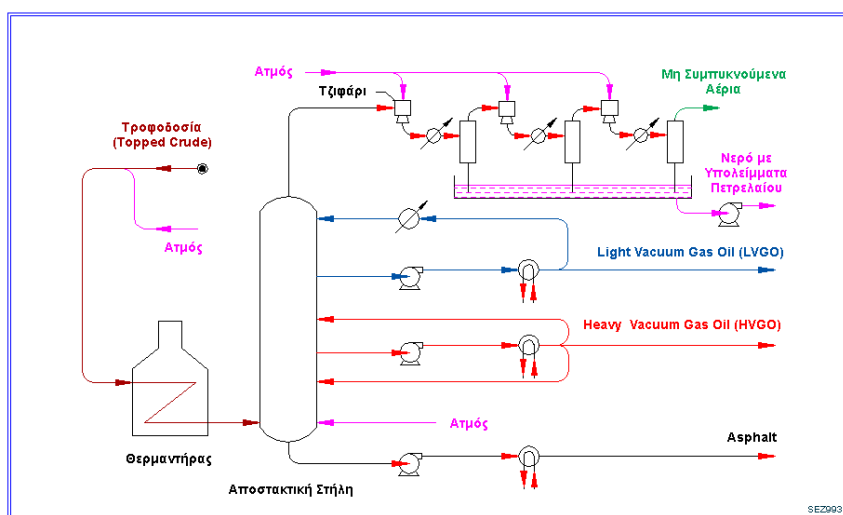 Ατμός
Τζιφάρι
Μη Συμπυκνούμενα
Αέρια
Τροφοδοσία
(Topped Crude)
Νερό με
Υπολείμματα
Πετρελαίου
Ατμός
Light Vacuum Gas Oil (LVGO)
Heavy Vacuum Gas Oil (HVGO)
Ατμός
Asphalt
Θερμαντήρας
Αποστακτική Στήλη
SEZ993